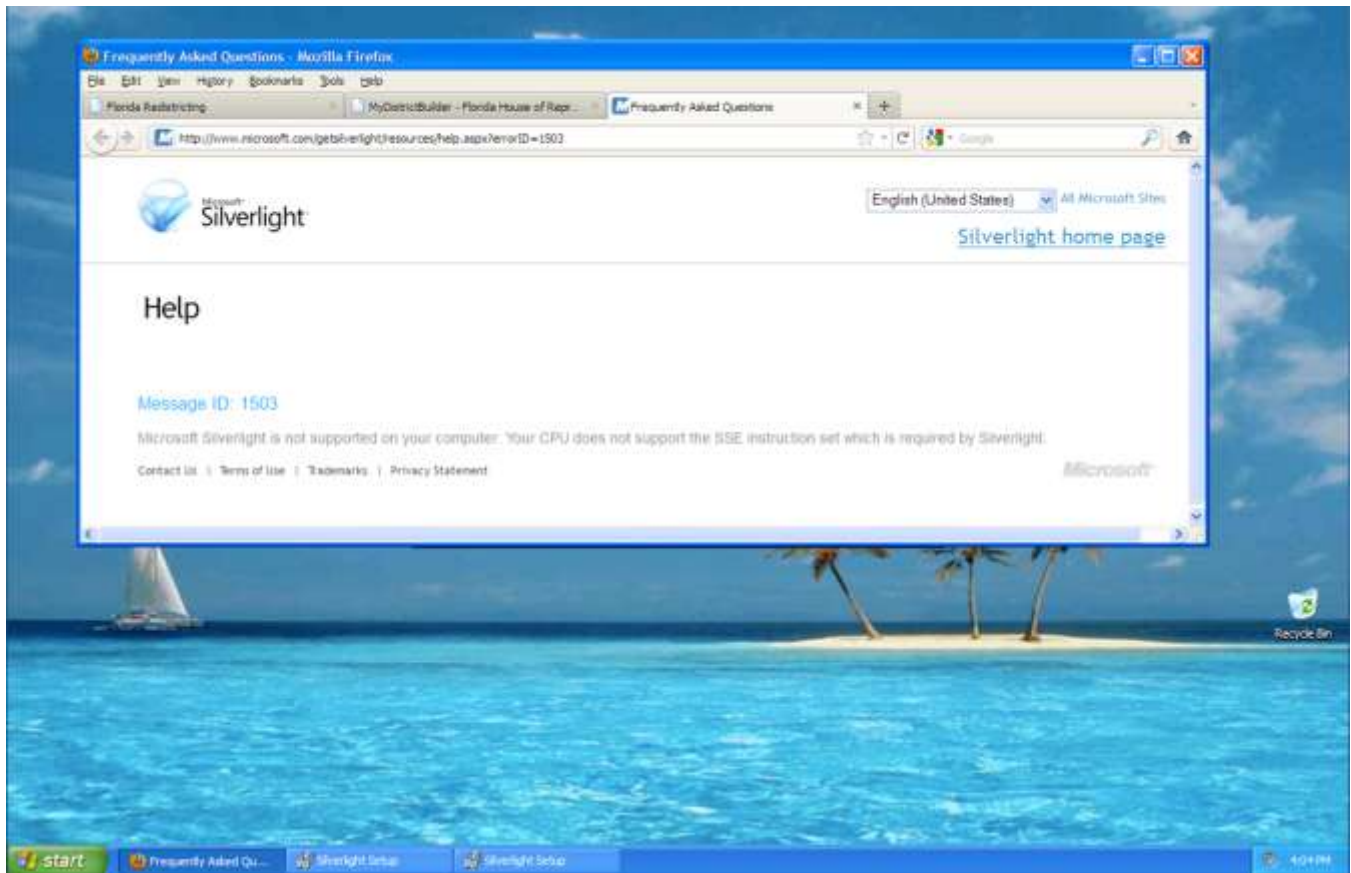 Frequently Asked Questions - Mozilla Firefox
File Edit View History Bookmarks Tools Help
Florida Redistricting
MyDistrictBuilder - Florida House of Repr...
Frequently Asked Questions
http://www.microsoft.com/getsilverlight/resources/help.aspx?errorID=1503
Google
Microsoft
Silverlight
English (United States)
All Microsoft Sites
Silverlight home page
Help
Message ID: 1503
Microsoft Silverlight is not supported on your computer. Your CPU does not support the SSE instruction set which is required by Silverlight.
Contact Us | Terms of Use | Trademarks | Privacy Statement
Microsoft
Recycle Bin
start
Frequently Asked Qu...
Silverlight Setup
Silverlight Setup
4:04 PM